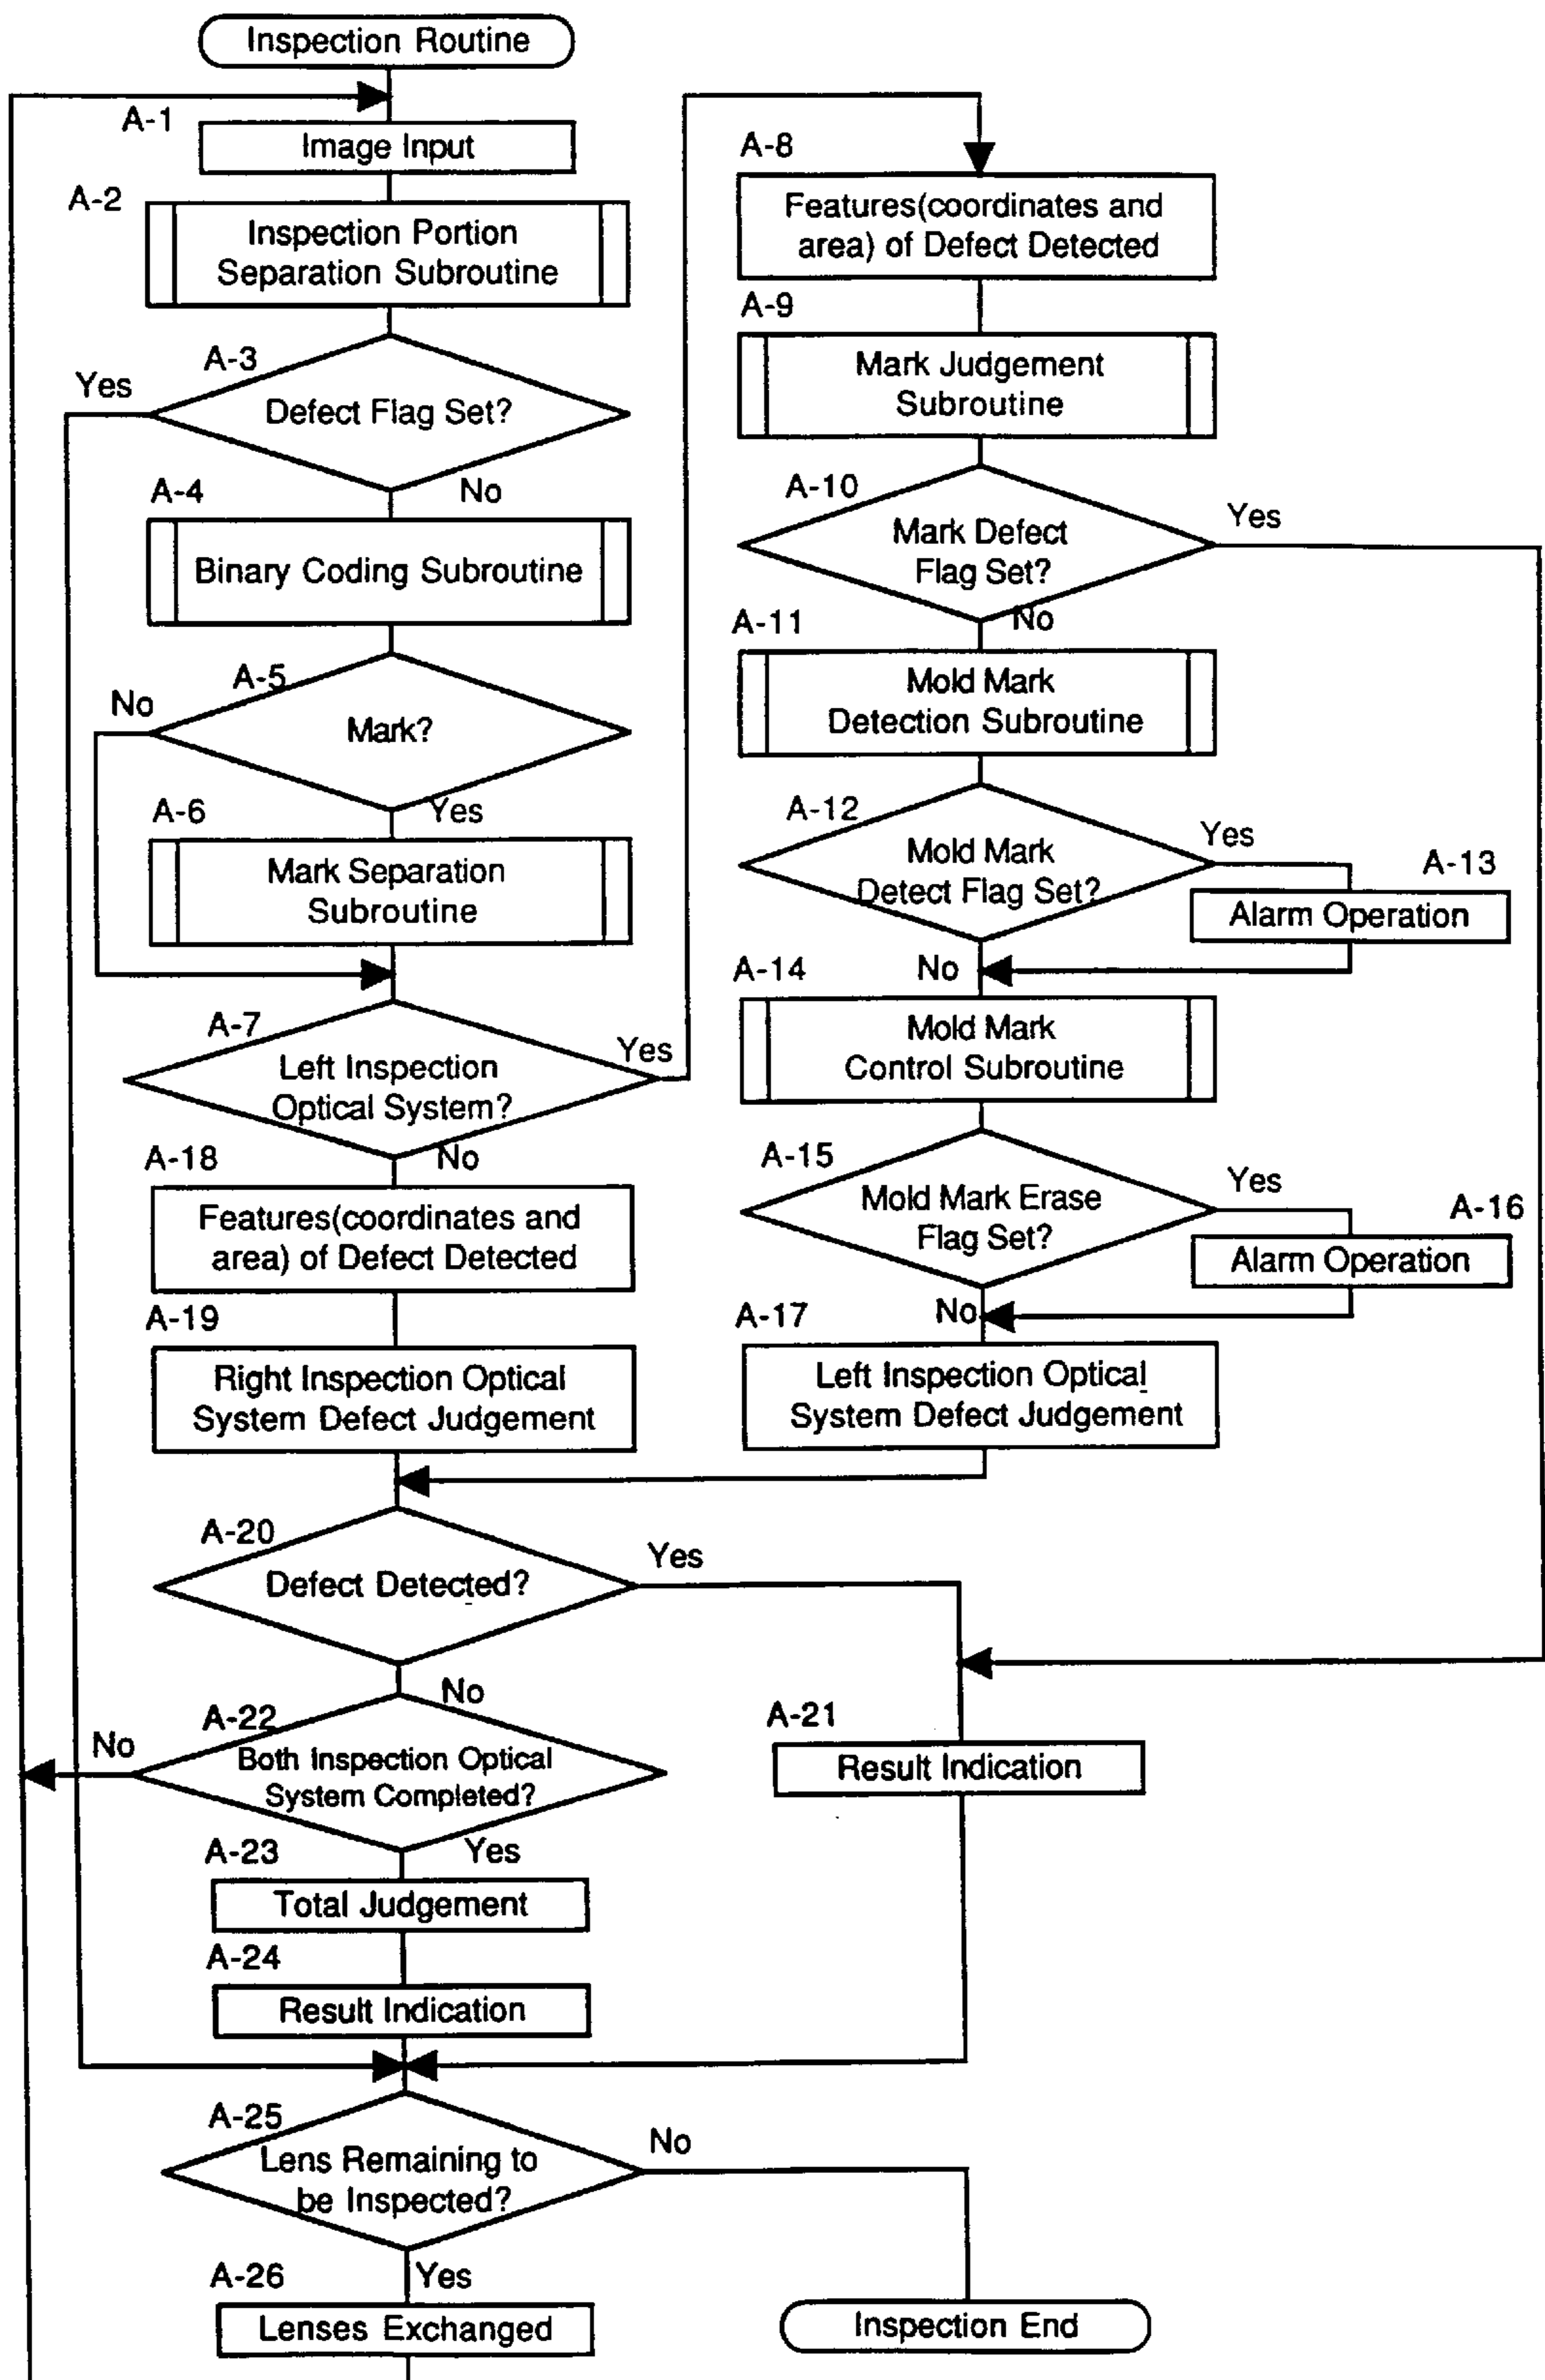 Inspection Routine
A-1
Image Input
A-2
Inspection Portion
Separation Subroutine
A-3
Yes
Defect Flag Set?
No
A-4
Binary Coding Subroutine
A-5
No
Mark?
Yes
A-6
Mark Separation
Subroutine
A-7
Yes
Left Inspection
Optical System?
No
A-8
Features(coordinates and
area) of Defect Detected
A-9
Mark Judgement
Subroutine
A-10
Yes
Mark Defect
Flag Set?
No
A-11
Mold Mark
Detection Subroutine
A-12
Yes
Mold Mark
Detect Flag Set?
A-13
Alarm Operation
No
A-14
Mold Mark
Control Subroutine
A-15
Yes
Mold Mark Erase
Flag Set?
A-16
Alarm Operation
No
A-17
Left Inspection Optical
System Defect Judgement
A-18
Features(coordinates and
area) of Defect Detected
A-19
Right Inspection Optical
System Defect Judgement
A-20
Yes
Defect Detected?
No
A-21
Result Indication
A-22
No
Both Inspection Optical
System Completed?
Yes
A-23
Total Judgement
A-24
Result Indication
A-25
No
Lens Remaining to
be Inspected?
Yes
A-26
Lenses Exchanged
Inspection End